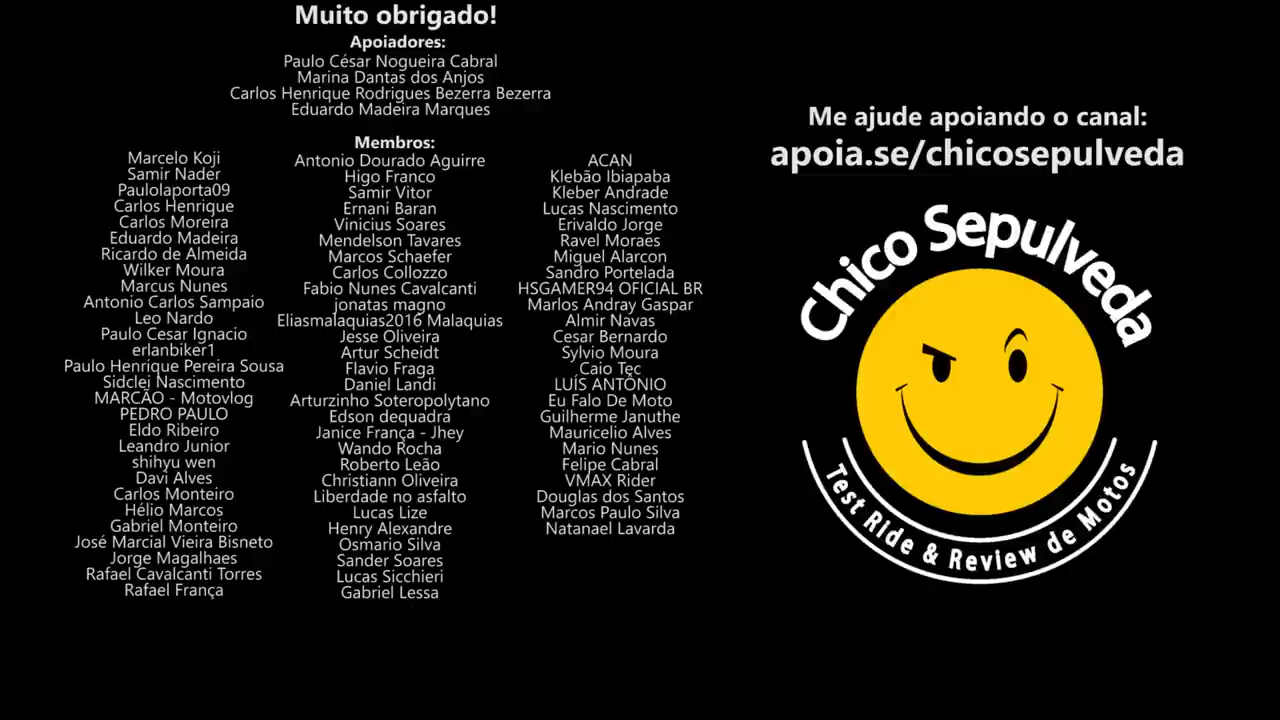 Muito obrigado!
Apoiadores:
Paulo César Nogueira Cabral
Marina Dantas dos Anjos
Carlos Henrique Rodrigues Bezerra Bezerra
Eduardo Madeira Marques
Membros:
Marcelo Koji
Samir Nader
Paulolaporta09
Carlos Henrique
Carlos Moreira
Eduardo Madeira
Ricardo de Almeida
Wilker Moura
Marcus Nunes
Antonio Carlos Sampaio
Leo Nardo
Paulo Cesar Ignacio
erlanbiker1
Paulo Henrique Pereira Sousa
Sidclei Nascimento
MARCÃO - Motovlog
PEDRO PAULO
Eldo Ribeiro
Leandro Junior
shihyu wen
Davi Alves
Carlos Monteiro
Hélio Marcos
Gabriel Monteiro
José Marcial Vieira Bisneto
Jorge Magalhaes
Rafael Cavalcanti Torres
Rafael França
Antonio Dourado Aguirre
Higo Franco
Sâmir Vitor
Ernani Baran
Vinicius Soares
Mendelson Tavares
Marcos Schaefer
Carlos Collozzo
Fabio Nunes Cavalcanti
jonatas magno
Eliasmalaquias2016 Malaquias
Jesse Oliveira
Artur Scheidt
Flavio Fraga
Daniel Landi
Arturzinho Soteropolytano
Edson dequadra
Janice França - Jhey
Wando Rocha
Roberto Leão
Christiann Oliveira
Liberdade no asfalto
Lucas Lize
Henry Alexandre
Osmario Silva
Sander Soares
Lucas Sicchieri
Gabriel Lessa
ACAN
Klebão Ibiapaba
Kleber Andrade
Lucas Nascimento
Erivaldo Jorge
Ravel Moraes
Miguel Alarcon
Sandro Portelada
HSGAMER94 OFICIAL BR
Marlos Andray Gaspar
Almir Navas
Cesar Bernardo
Sylvio Moura
Caio Teç
LUÍS ANTÔNIO
Eu Falo De Moto
Guilherme Januthe
Mauricelio Alves
Mario Nunes
Felipe Cabral
VMAX Rider
Douglas dos Santos
Marcos Paulo Silva
Natanael Lavarda
Me ajude apoiando o canal:
apoia.se/chicosepulveda
Chico Sepulveda
Test Ride & Review de Motos